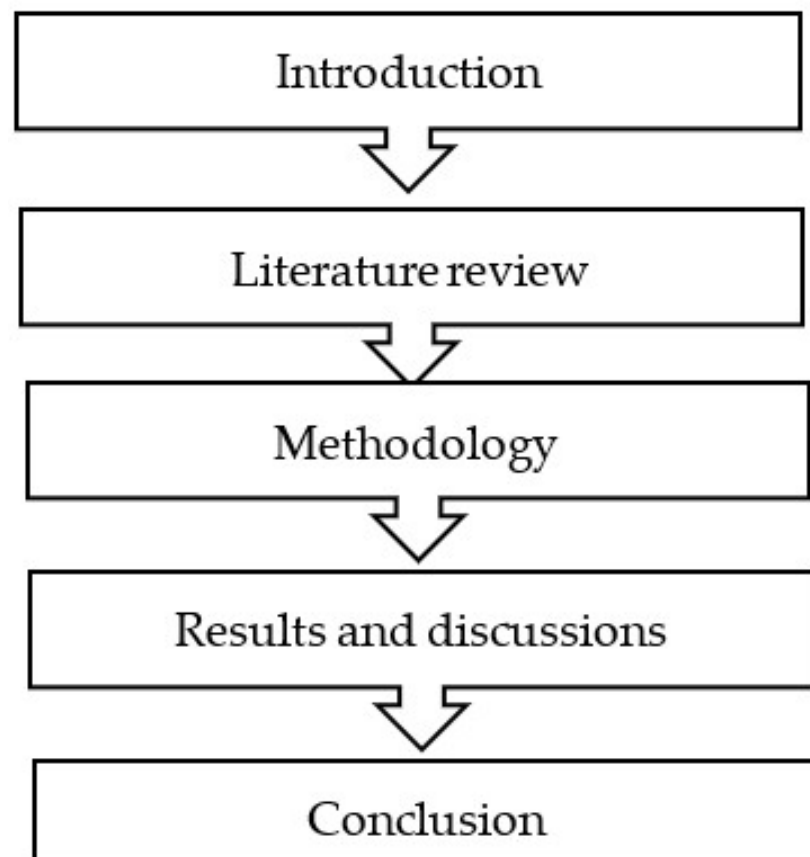 Introduction
Literature review
Methodology
Results and discussions
Conclusion